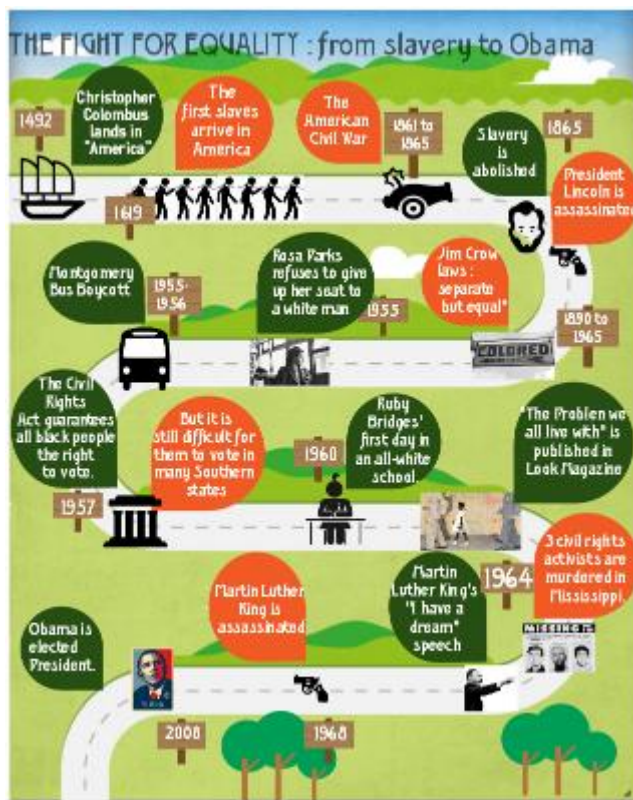 THE FIGHT FOR EQUALITY : from slavery to Obama
1492
Christopher
Colombus
lands in
"America"
The
first slaves
arrive in
America
1619
The
American
Civil War
1861 to
1865
Slavery
is
abolished
1865
President
Lincoln is
assassinated
Montgomery
Bus Boycott
1955-
1956
Rosa Parks
refuses to give
up her seat to
a white man
1955
Jim Crow
laws :
separate
but equal"
COLORED
1890 to
1965
The Civil
Rights
Act guarantees
all black people
the right
to vote.
1957
But it is
still difficult for
them to vote in
many Southern
states
1960
Ruby
Bridges'
first day in
an all-white
school.
"The Problem we
all live with" is
published in
Look Magazine
1964
3 civil rights
activists are
murdered in
Mississippi.
MISSING
Obama is
elected
President.
2008
Martin Luther
King is
assassinated
1968
Martin
Luther King's
"I have a
dream"
speech